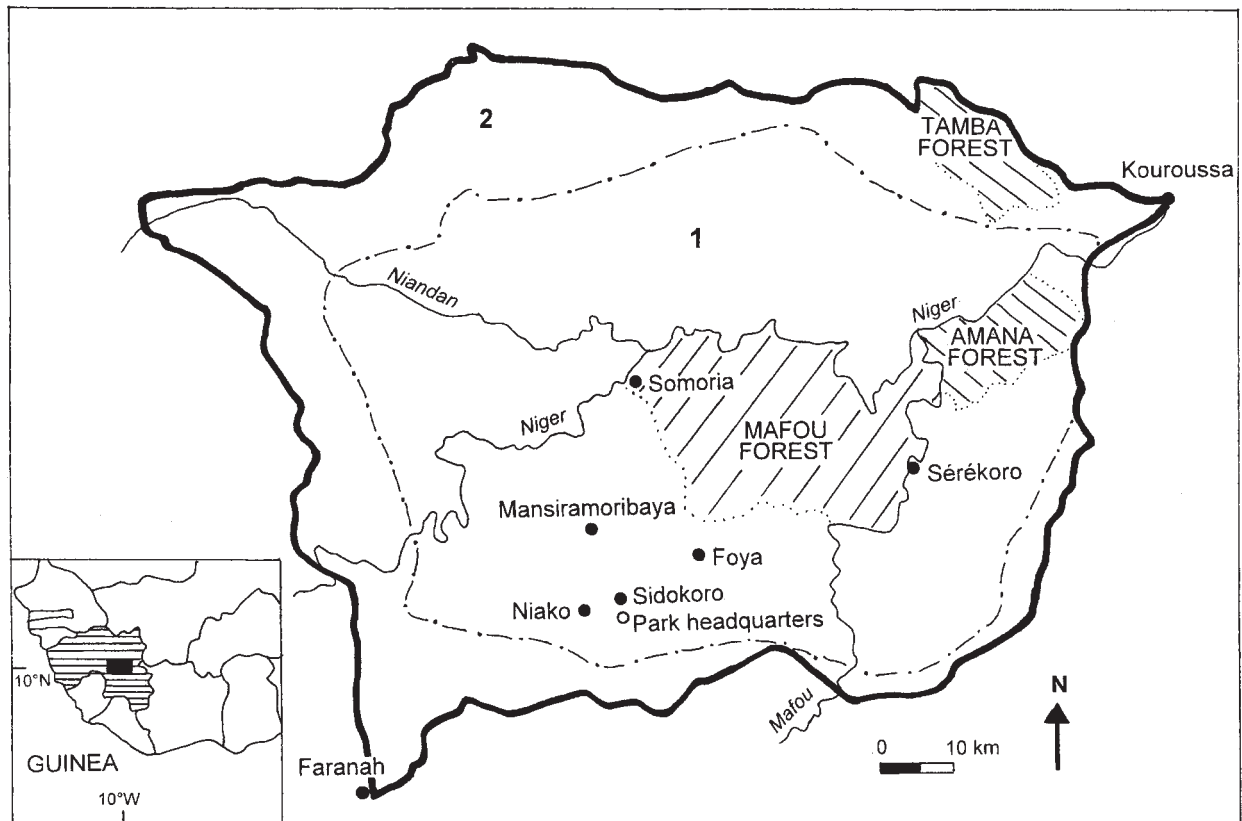 2
TAMBA
FOREST
Kouroussa
1
Niandan
Niger
AMANA
FOREST
Somoria
Niger
MAFOU
FOREST
Sérékoro
Mansiramoribaya
Foya
Sidokoro
Niako
Park headquarters
10°N
N
Mafou
0 10 km
GUINEA
Faranah
10°W